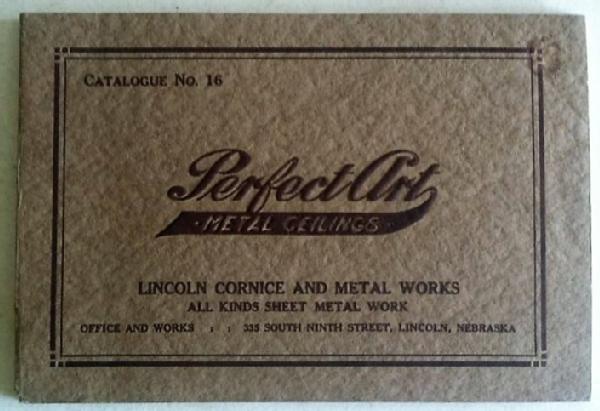 CATALOGUE NO. 16
Perfect Art
· METAL CEILINGS ·
LINCOLN CORNICE AND METAL WORKS
ALL KINDS SHEET METAL WORK
OFFICE AND WORKS : : 335 SOUTH NINTH STREET, LINCOLN, NEBRASKA